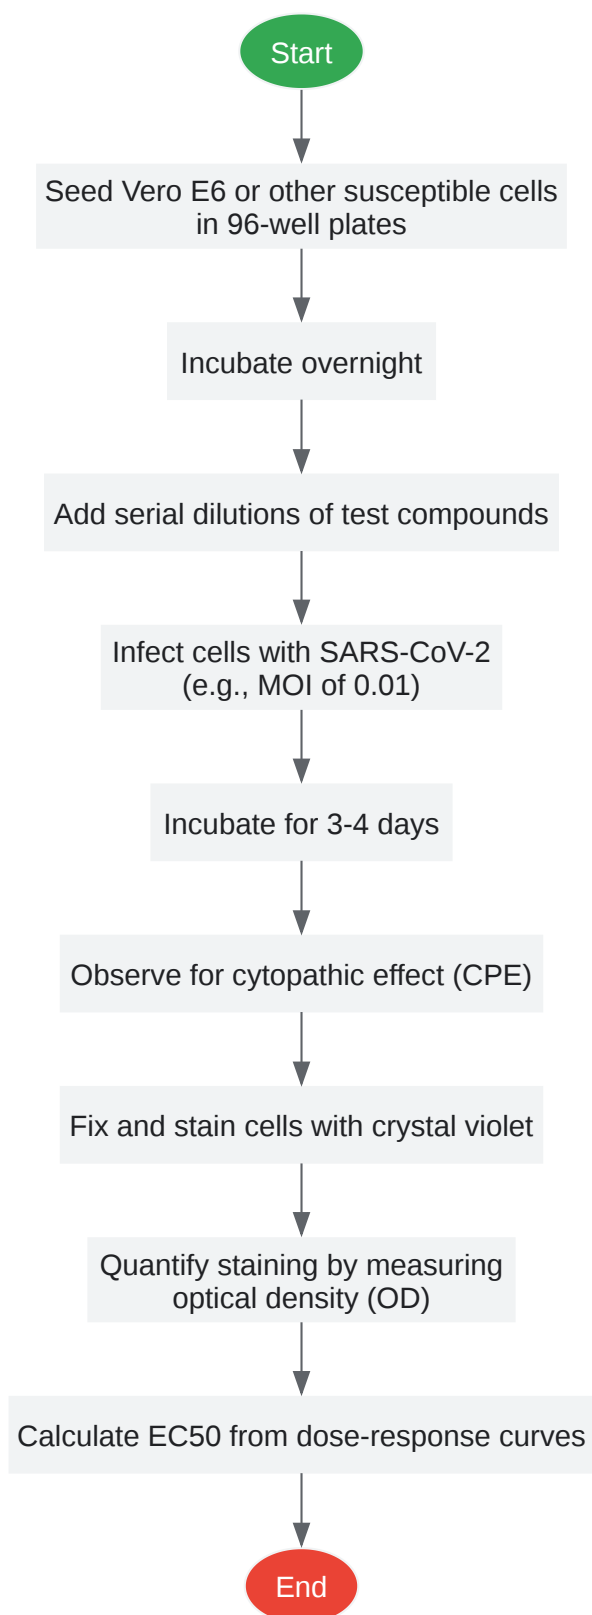 Start
Seed Vero E6 or other susceptible cells
in 96-well plates
Incubate overnight
Add serial dilutions of test compounds
Infect cells with SARS-CoV-2
(e.g., MOI of 0.01)
Incubate for 3-4 days
Observe for cytopathic effect (CPE)
Fix and stain cells with crystal violet
Quantify staining by measuring
optical density (OD)
Calculate EC50 from dose-response curves
End